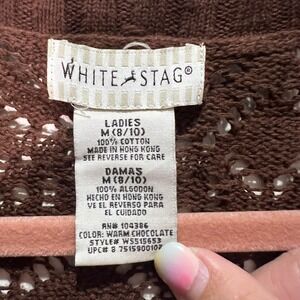 WHITE STAG®
LADIES
M (8/10)
100% COTTON
MADE IN HONG KONG
SEE REVERSE FOR CARE
DAMAS
M (8/10)
100% ALGODON
HECHO EN HONG KONG
VE EL REVERSO PARA
EL CUIDADO
RN# 104386
COLOR: WARM CHOCOLATE
STYLE# WS515653
UPC# 8